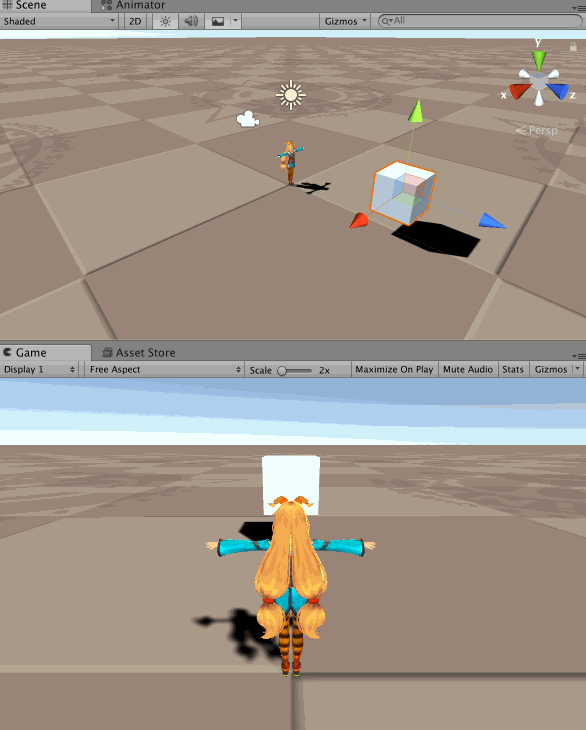 Scene Animator
Shaded 2D Gizmos All
y
x z
Persp
Game Asset Store
Display 1 Free Aspect Scale 2x Maximize On Play Mute Audio Stats Gizmos